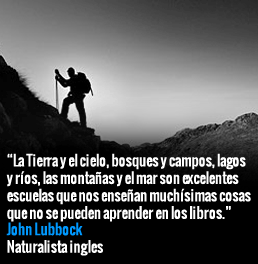 “La Tierra y el cielo, bosques y campos, lagos
y ríos, las montañas y el mar son excelentes
escuelas que nos enseñan muchísimas cosas
que no se pueden aprender en los libros.”
John Lubbock
Naturalista ingles